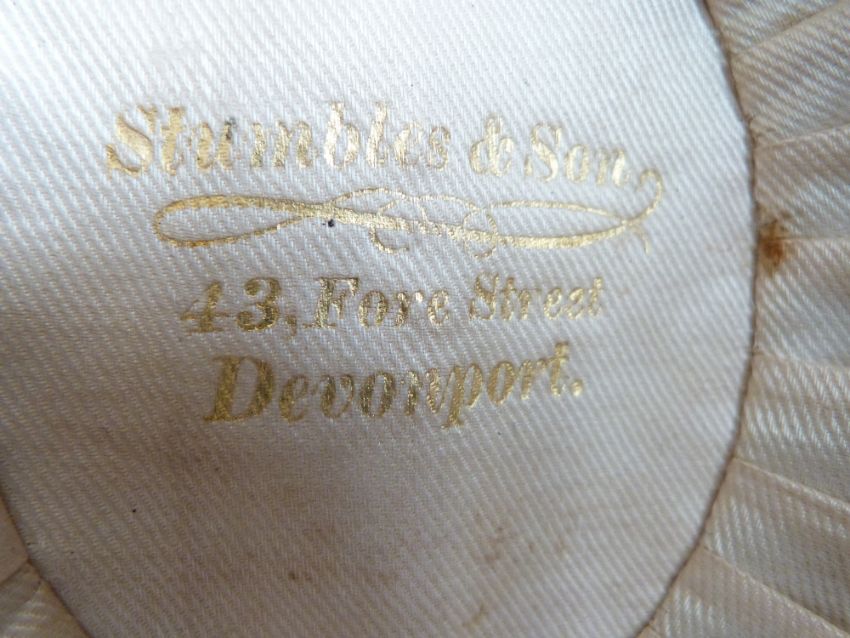 Stumbles & Son
43, Fore Street
Devonport.